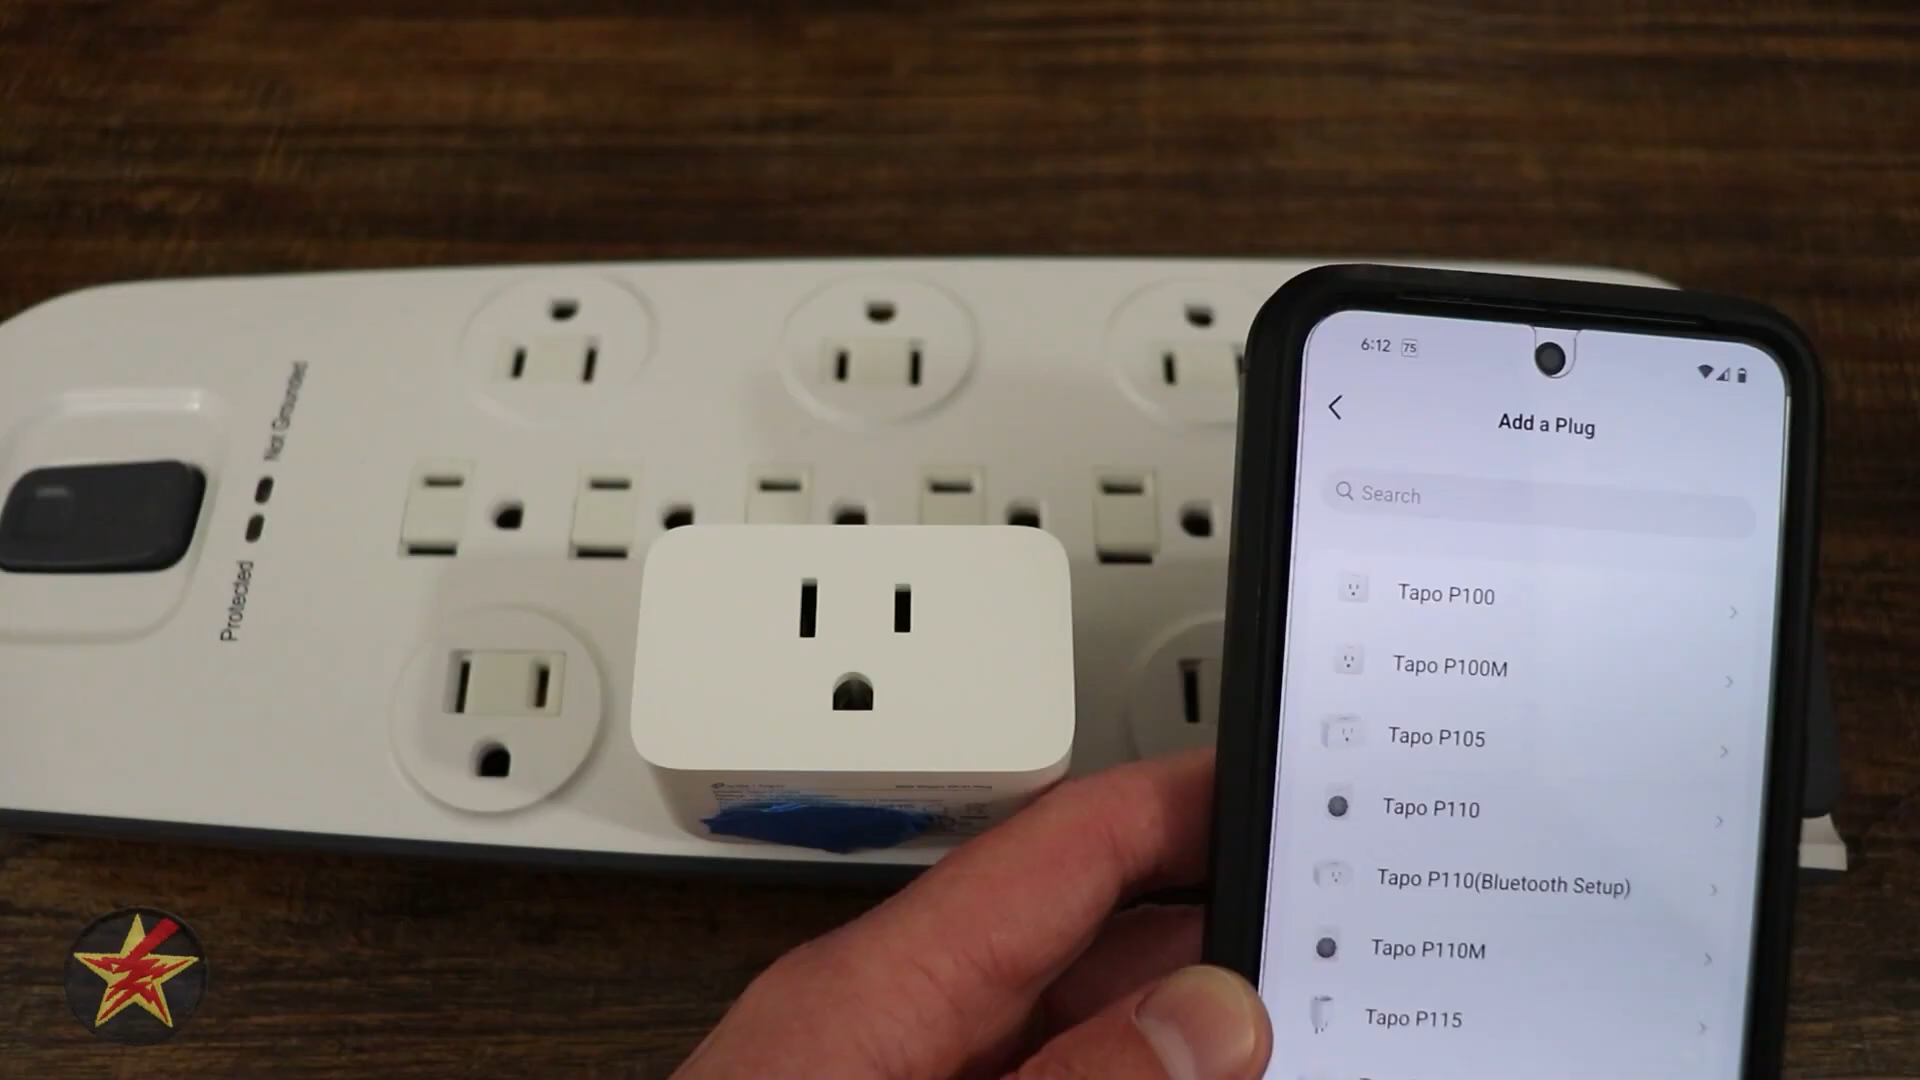 Not Grounded
Protected
6:12 75
Add a Plug
Search
Tapo P100
Tapo P100M
Tapo P105
Tapo P110
Tapo P110(Bluetooth Setup)
Tapo P110M
Tapo P115